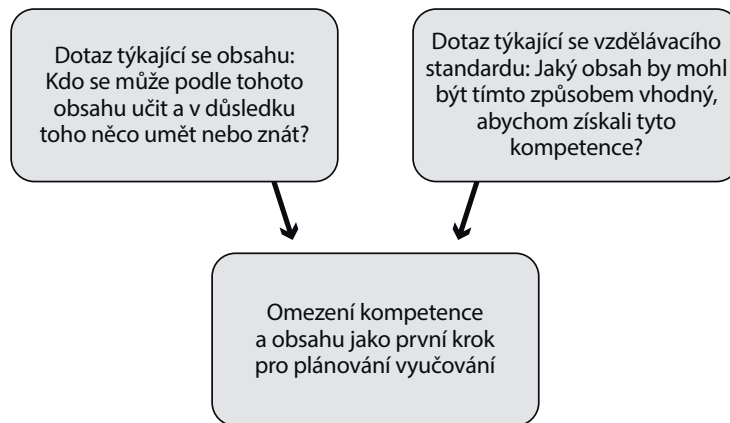 Dotaz týkající se obsahu:
Kdo se může podle tohoto
obsahu učit a v důsledku
toho něco umět nebo znát?
Dotaz týkající se vzdělávacího
standardu: Jaký obsah by mohl
být tímto způsobem vhodný,
abychom získali tyto
kompetence?
Omezení kompetence
a obsahu jako první krok
pro plánování vyučování